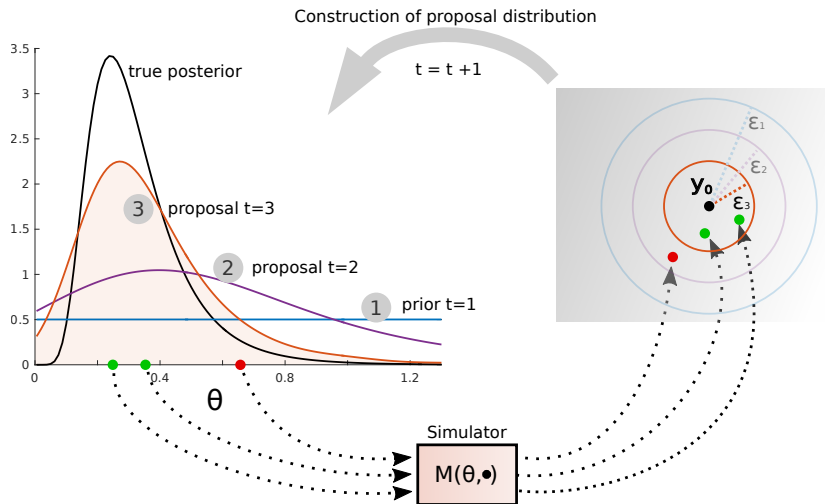 Construction of proposal distribution
t = t +1
true posterior
3.5
3
2.5
2
1.5
1
0.5
0
3 proposal t=3
2 proposal t=2
1 prior t=1
0 0.4 0.8 1.2
θ
ε₁
ε₂
y₀
ε₃
Simulator
M(θ,•)